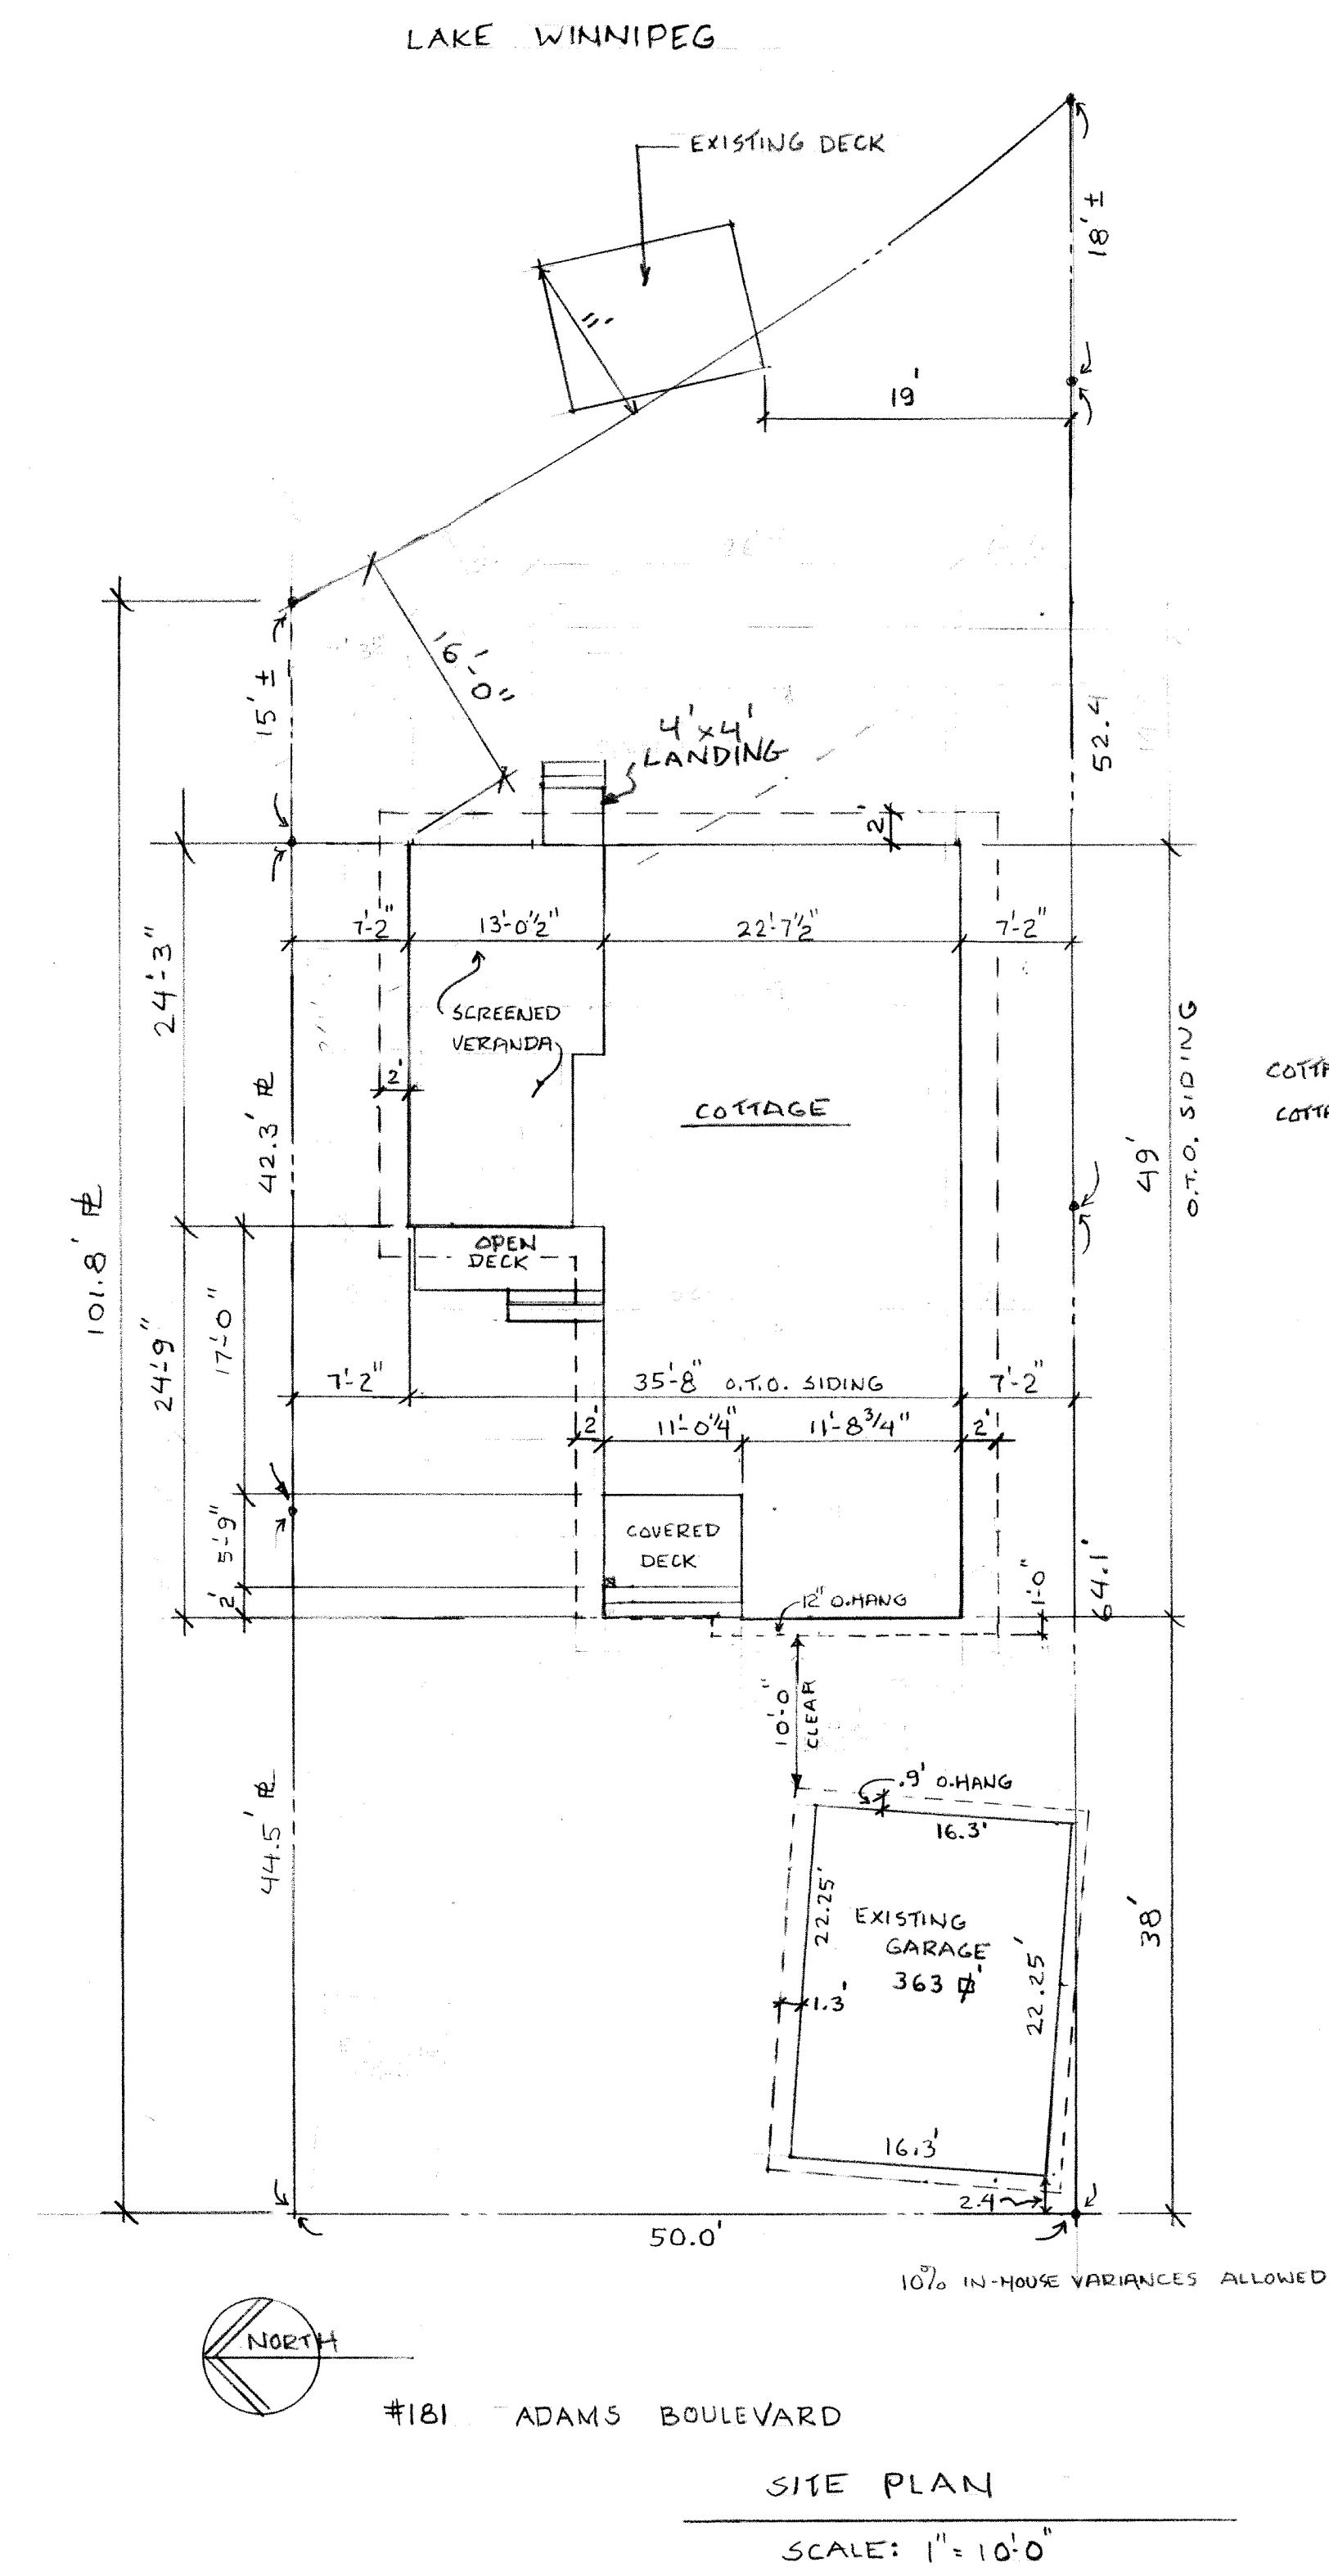 LAKE WINNIPEG
EXISTING DECK
18' ±
11'
19'
16'-0"
15' ±
4'x4'
LANDING
52.4
2'
7'-2"
13'-0½"
22'-7½"
7'-2"
24'-3"
SCREENED
VERANDA
O.T.O. SIDING
49'
2'
42.3' ⅊
COTTAGE
101.8' ⅊
OPEN
DECK
17'-0"
24'-9"
7'-2"
35'-8" O.T.O. SIDING
7'-2"
2'
11'-0¼"
11'-8¾"
2'
5'-9"
COVERED
DECK
2'
12" O.HANG
1'-0"
64.1'
10'-0"
CLEAR
.9' O.HANG
16.3'
44.5' ⅊
22.25'
EXISTING
GARAGE
363
22.25'
1.3'
38'
16.3'
2.4
50.0'
10% IN-HOUSE VARIANCES ALLOWED
NORTH
#181 ADAMS BOULEVARD
SITE PLAN
SCALE: 1" = 10'-0"